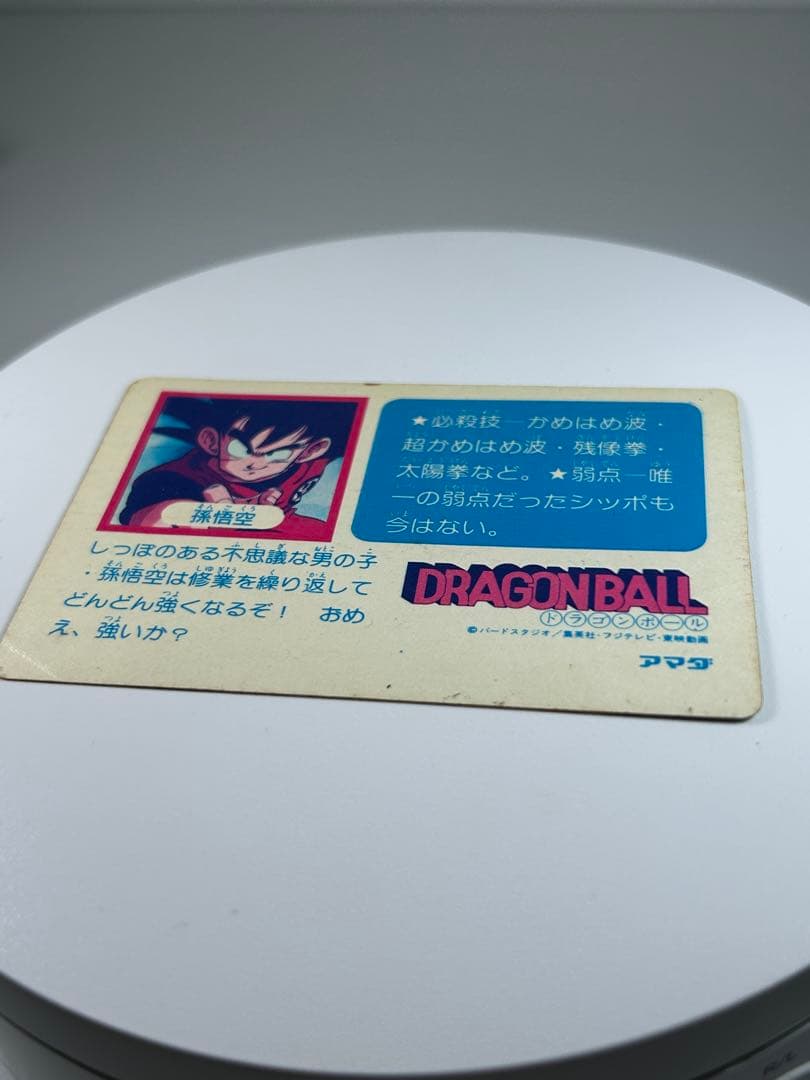 孫悟空
★必殺技―かめはめ波・
超かめはめ波・残像拳・
太陽拳など。★弱点―唯
一の弱点だったシッポも
今はない。
しっぽのある不思議な男の子
・孫悟空は修業を繰り返して
どんどん強くなるぞ！　おめ
え、強いか？
DRAGON BALL
ドラゴンボール
©バードスタジオ／集英社・フジテレビ・東映動画
アマダ